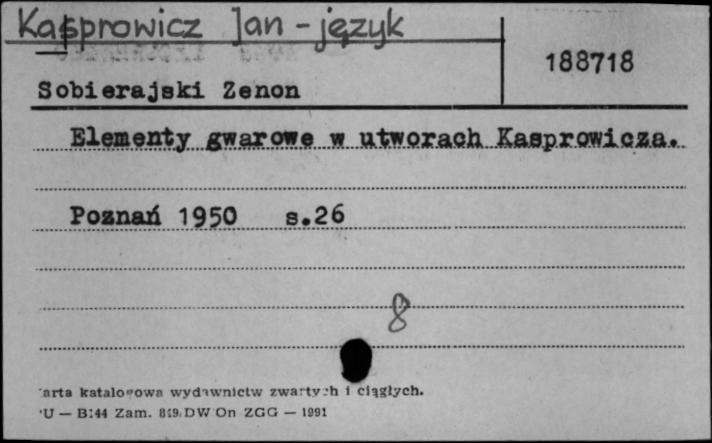 Kasprowicz Jan - język
188718
Sobierajski Zenon
Elementy gwarowe w utworach Kasprowicza.
Poznań 1950 s.26
8
arta katalogowa wydawnictw zwartych i ciągłych.
U — B144 Zam. 819 DW On ZGG — 1991